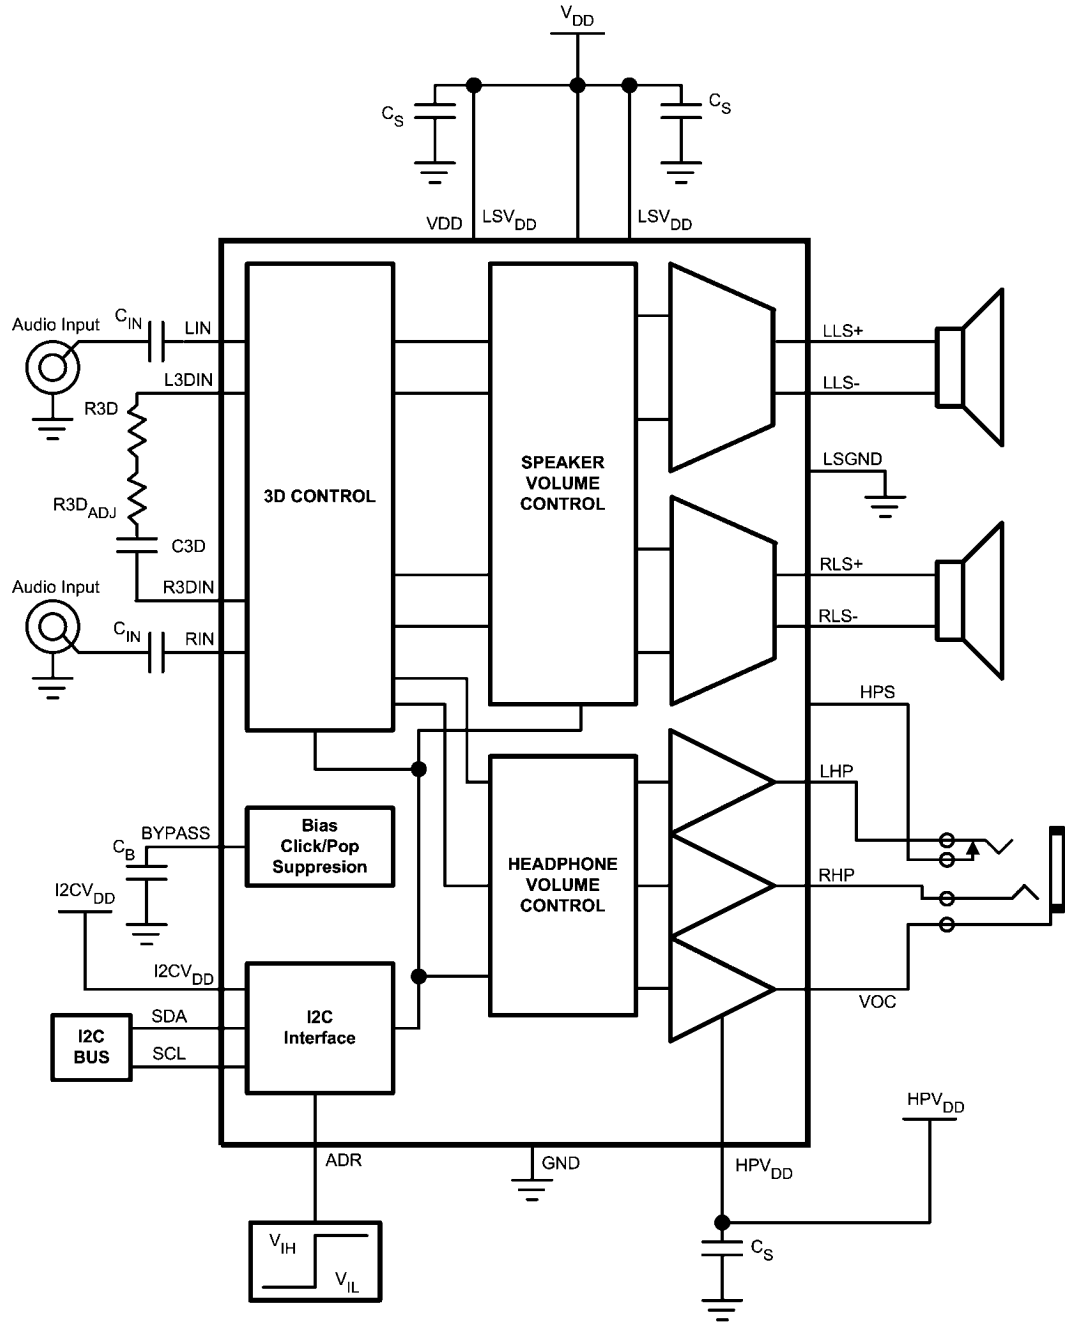 VDD
CS
CS
VDD
LSVDD
LSVDD
Audio Input
CIN
LIN
L3DIN
R3D
R3DADJ
C3D
R3DIN
Audio Input
CIN
RIN
3D CONTROL
SPEAKER
VOLUME
CONTROL
LLS+
LLS-
LSGND
RLS+
RLS-
HPS
LHP
RHP
VOC
BYPASS
CB
Bias
Click/Pop
Suppresion
HEADPHONE
VOLUME
CONTROL
I2CVDD
I2CVDD
SDA
SCL
I2C
BUS
I2C
Interface
ADR
GND
HPVDD
HPVDD
VIH
VIL
CS